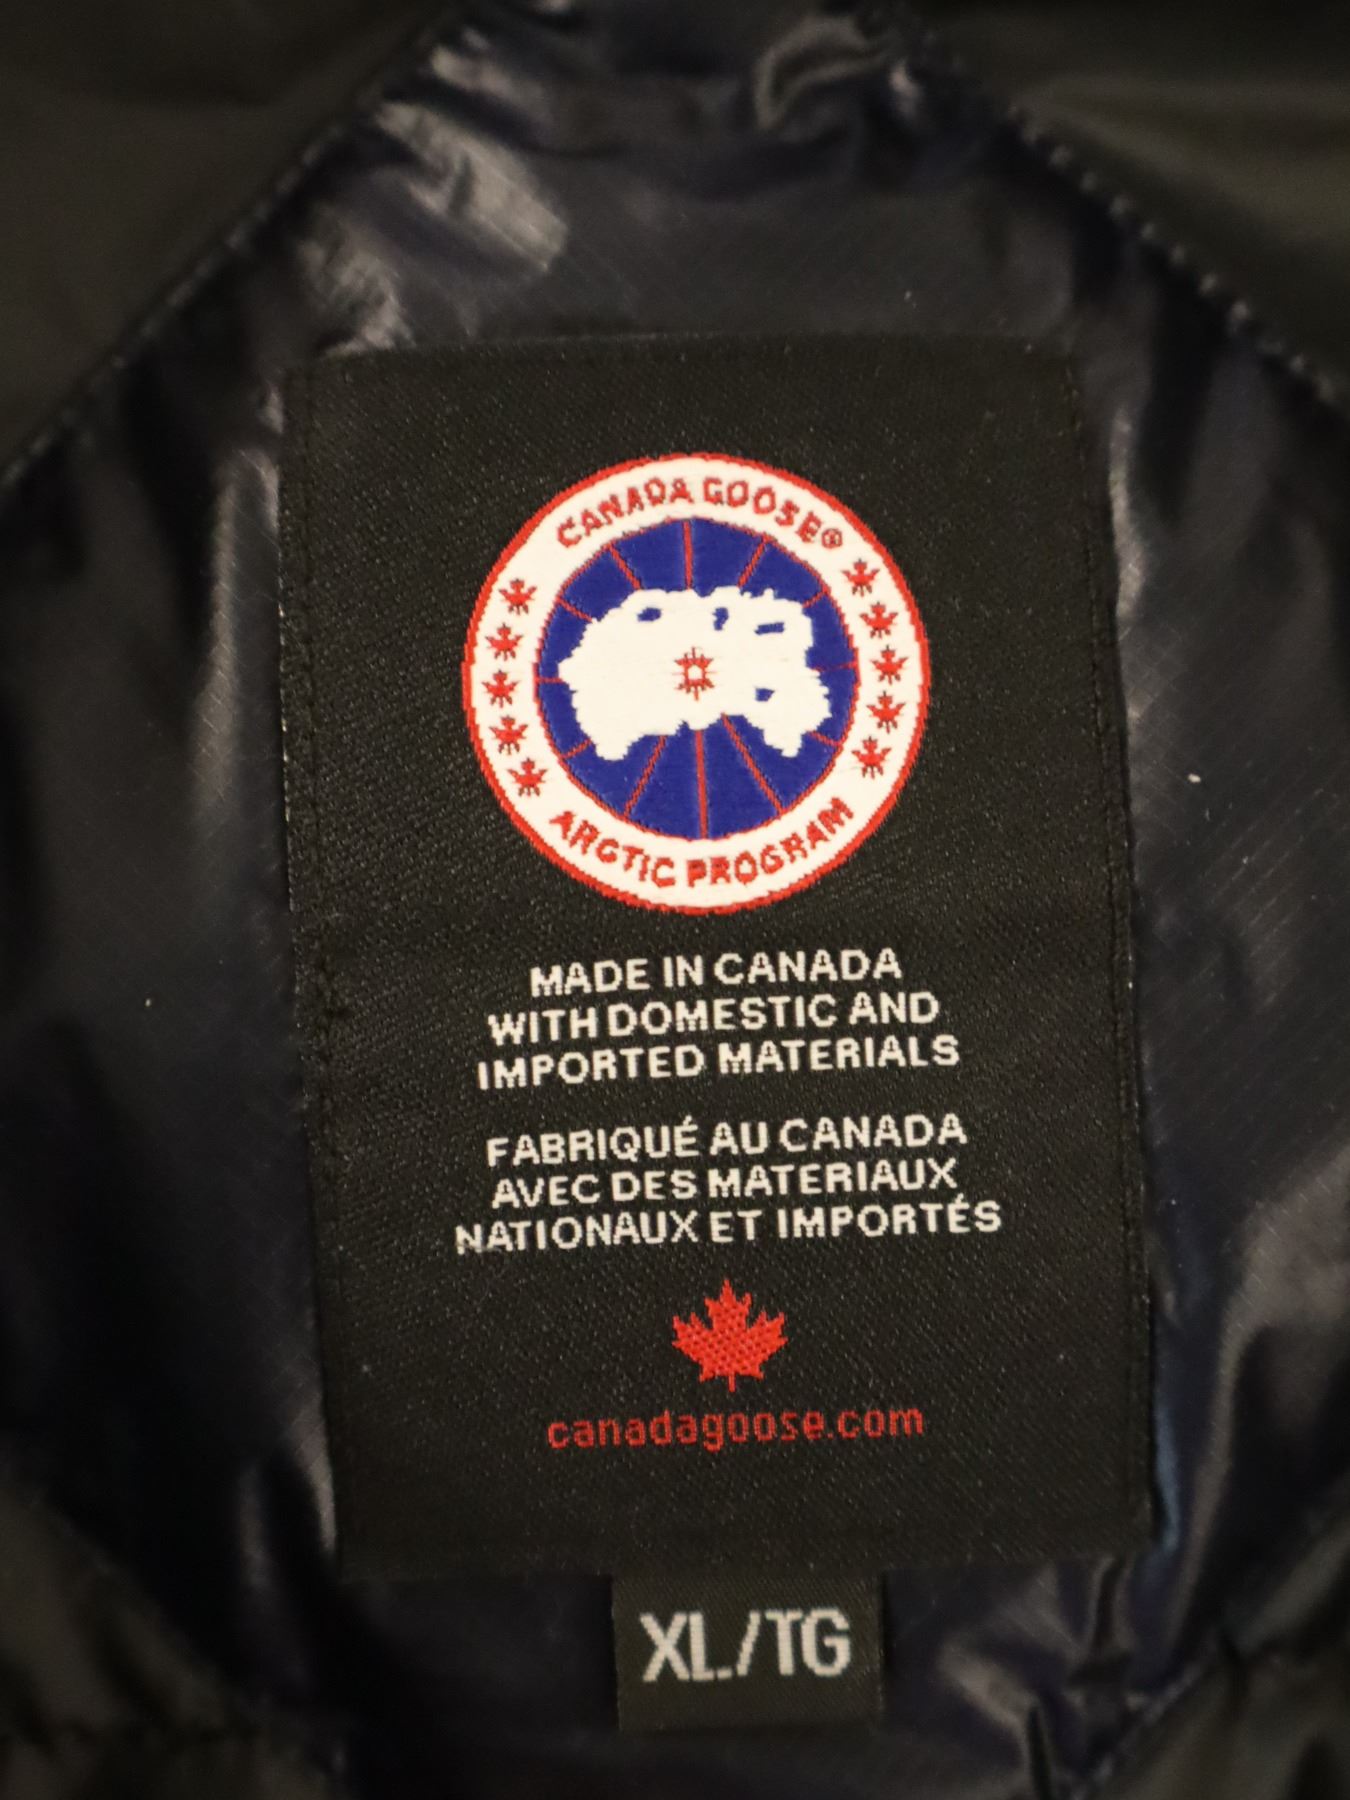 CANADA GOOSE®
ARCTIC PROGRAM
MADE IN CANADA
WITH DOMESTIC AND
IMPORTED MATERIALS
FABRIQUÉ AU CANADA
AVEC DES MATERIAUX
NATIONAUX ET IMPORTÉS
canadagoose.com
XL/TG